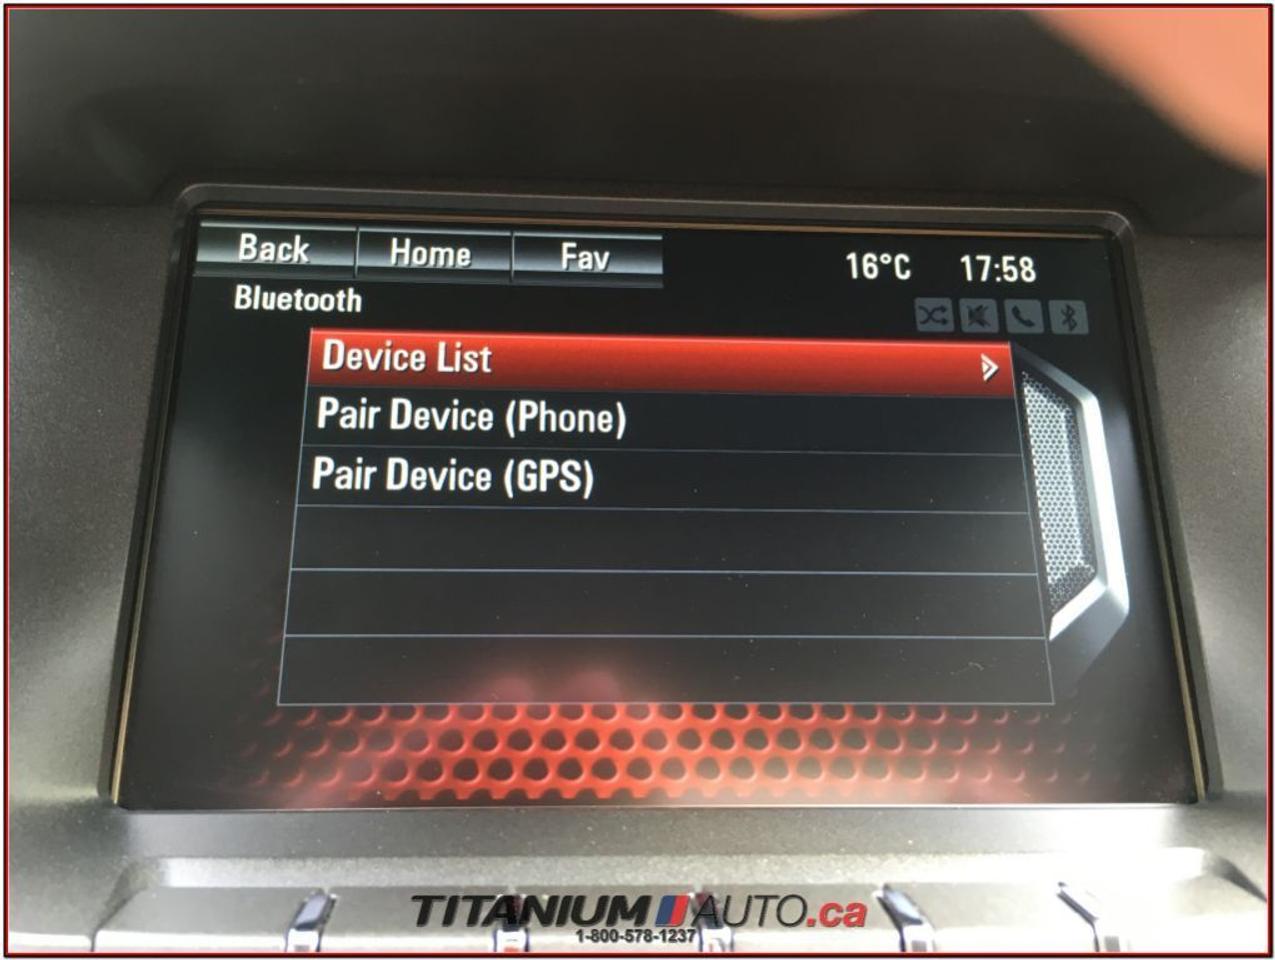 Back Home Fav 16°C 17:58
Bluetooth
Device List
Pair Device (Phone)
Pair Device (GPS)
TITANIUM AUTO.ca
1-800-578-1237